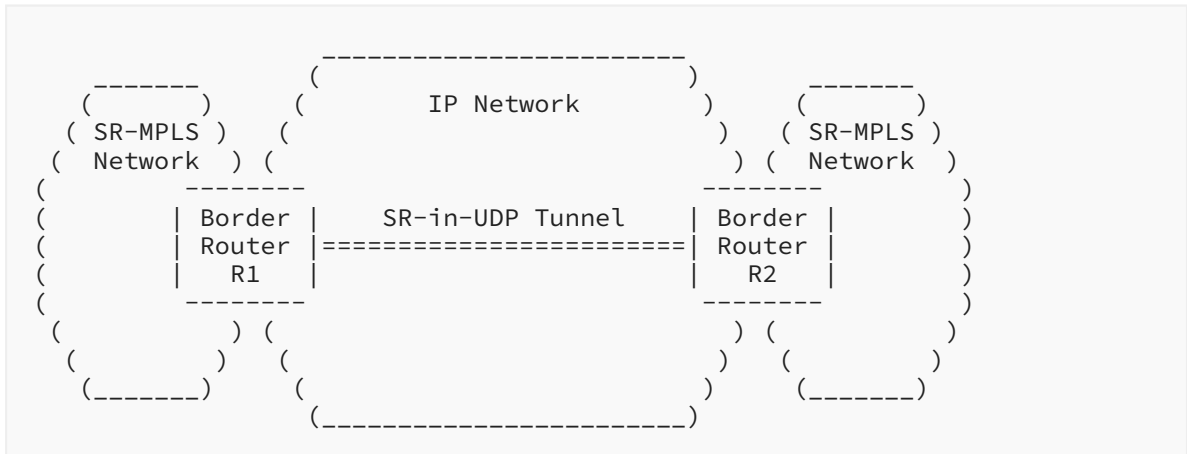 IP Network
SR-MPLS SR-MPLS
Network Network
Border SR-in-UDP Tunnel Border
Router Router
R1 R2